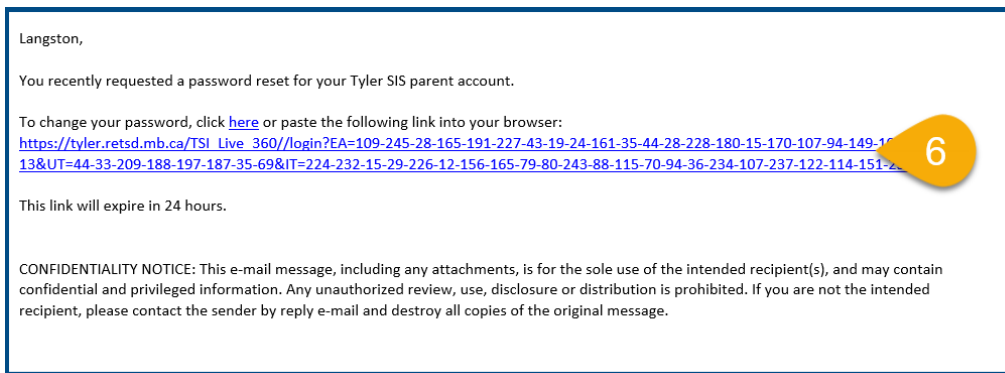 Langston,
You recently requested a password reset for your Tyler SIS parent account.
To change your password, click here or paste the following link into your browser:
https://tyler.retsd.mb.ca/TSI_Live_360//login?EA=109-245-28-165-191-227-43-19-24-161-35-44-28-228-180-15-170-107-94-149-
13&UT=44-33-209-188-197-187-35-69&IT=224-232-15-29-226-12-156-165-79-80-243-88-115-70-94-36-234-107-237-122-114-151-
6
This link will expire in 24 hours.
CONFIDENTIALITY NOTICE: This e-mail message, including any attachments, is for the sole use of the intended recipient(s), and may contain
confidential and privileged information. Any unauthorized review, use, disclosure or distribution is prohibited. If you are not the intended
recipient, please contact the sender by reply e-mail and destroy all copies of the original message.